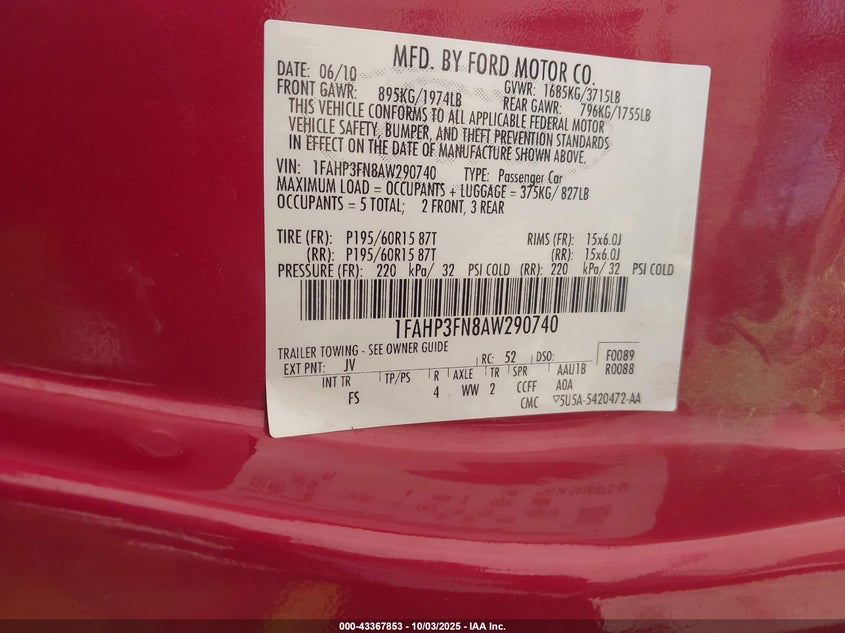 MFD. BY FORD MOTOR CO.
DATE: 06/10 GVWR: 1685KG/3715LB
FRONT GAWR: 895KG/1974LB REAR GAWR: 796KG/1755LB
THIS VEHICLE CONFORMS TO ALL APPLICABLE FEDERAL MOTOR
VEHICLE SAFETY, BUMPER, AND THEFT PREVENTION STANDARDS
IN EFFECT ON THE DATE OF MANUFACTURE SHOWN ABOVE.
VIN: 1FAHP3FN8AW290740 TYPE: Passenger Car
MAXIMUM LOAD = OCCUPANTS + LUGGAGE = 375KG/ 827LB
OCCUPANTS = 5 TOTAL; 2 FRONT, 3 REAR
TIRE (FR): P195/60R15 87T RIMS (FR): 15x6.0J
(RR): P195/60R15 87T (RR): 15x6.0J
PRESSURE (FR): 220 kPa/ 32 PSI COLD (RR): 220 kPa/ 32 PSI COLD
1FAHP3FN8AW290740
TRAILER TOWING - SEE OWNER GUIDE
EXT PNT: JV RC: 52 DSO: F0089
INT TR TP/PS R AXLE TR SPR AAU1B R0088
FS 4 WW 2 CCFF AOA
CMC ▽5U5A-5420472-AA
000-43367853 - 10/03/2025 - IAA Inc.